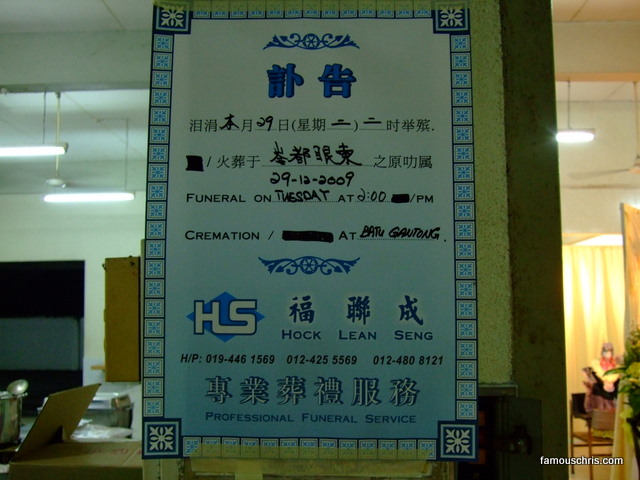 訃告
泪涓本月29日(星期二)二时举殡.
/火葬于峇都眼東之原叻属
29-12-2009
FUNERAL ON TUESDAY AT 2:00 /PM
CREMATION / AT BATU GANTONG.
HLS 福聯成
HOCK LEAN SENG
H/P: 019-446 1569 012-425 5569 012-480 8121
專業葬禮服務
PROFESSIONAL FUNERAL SERVICE
famouschris.com